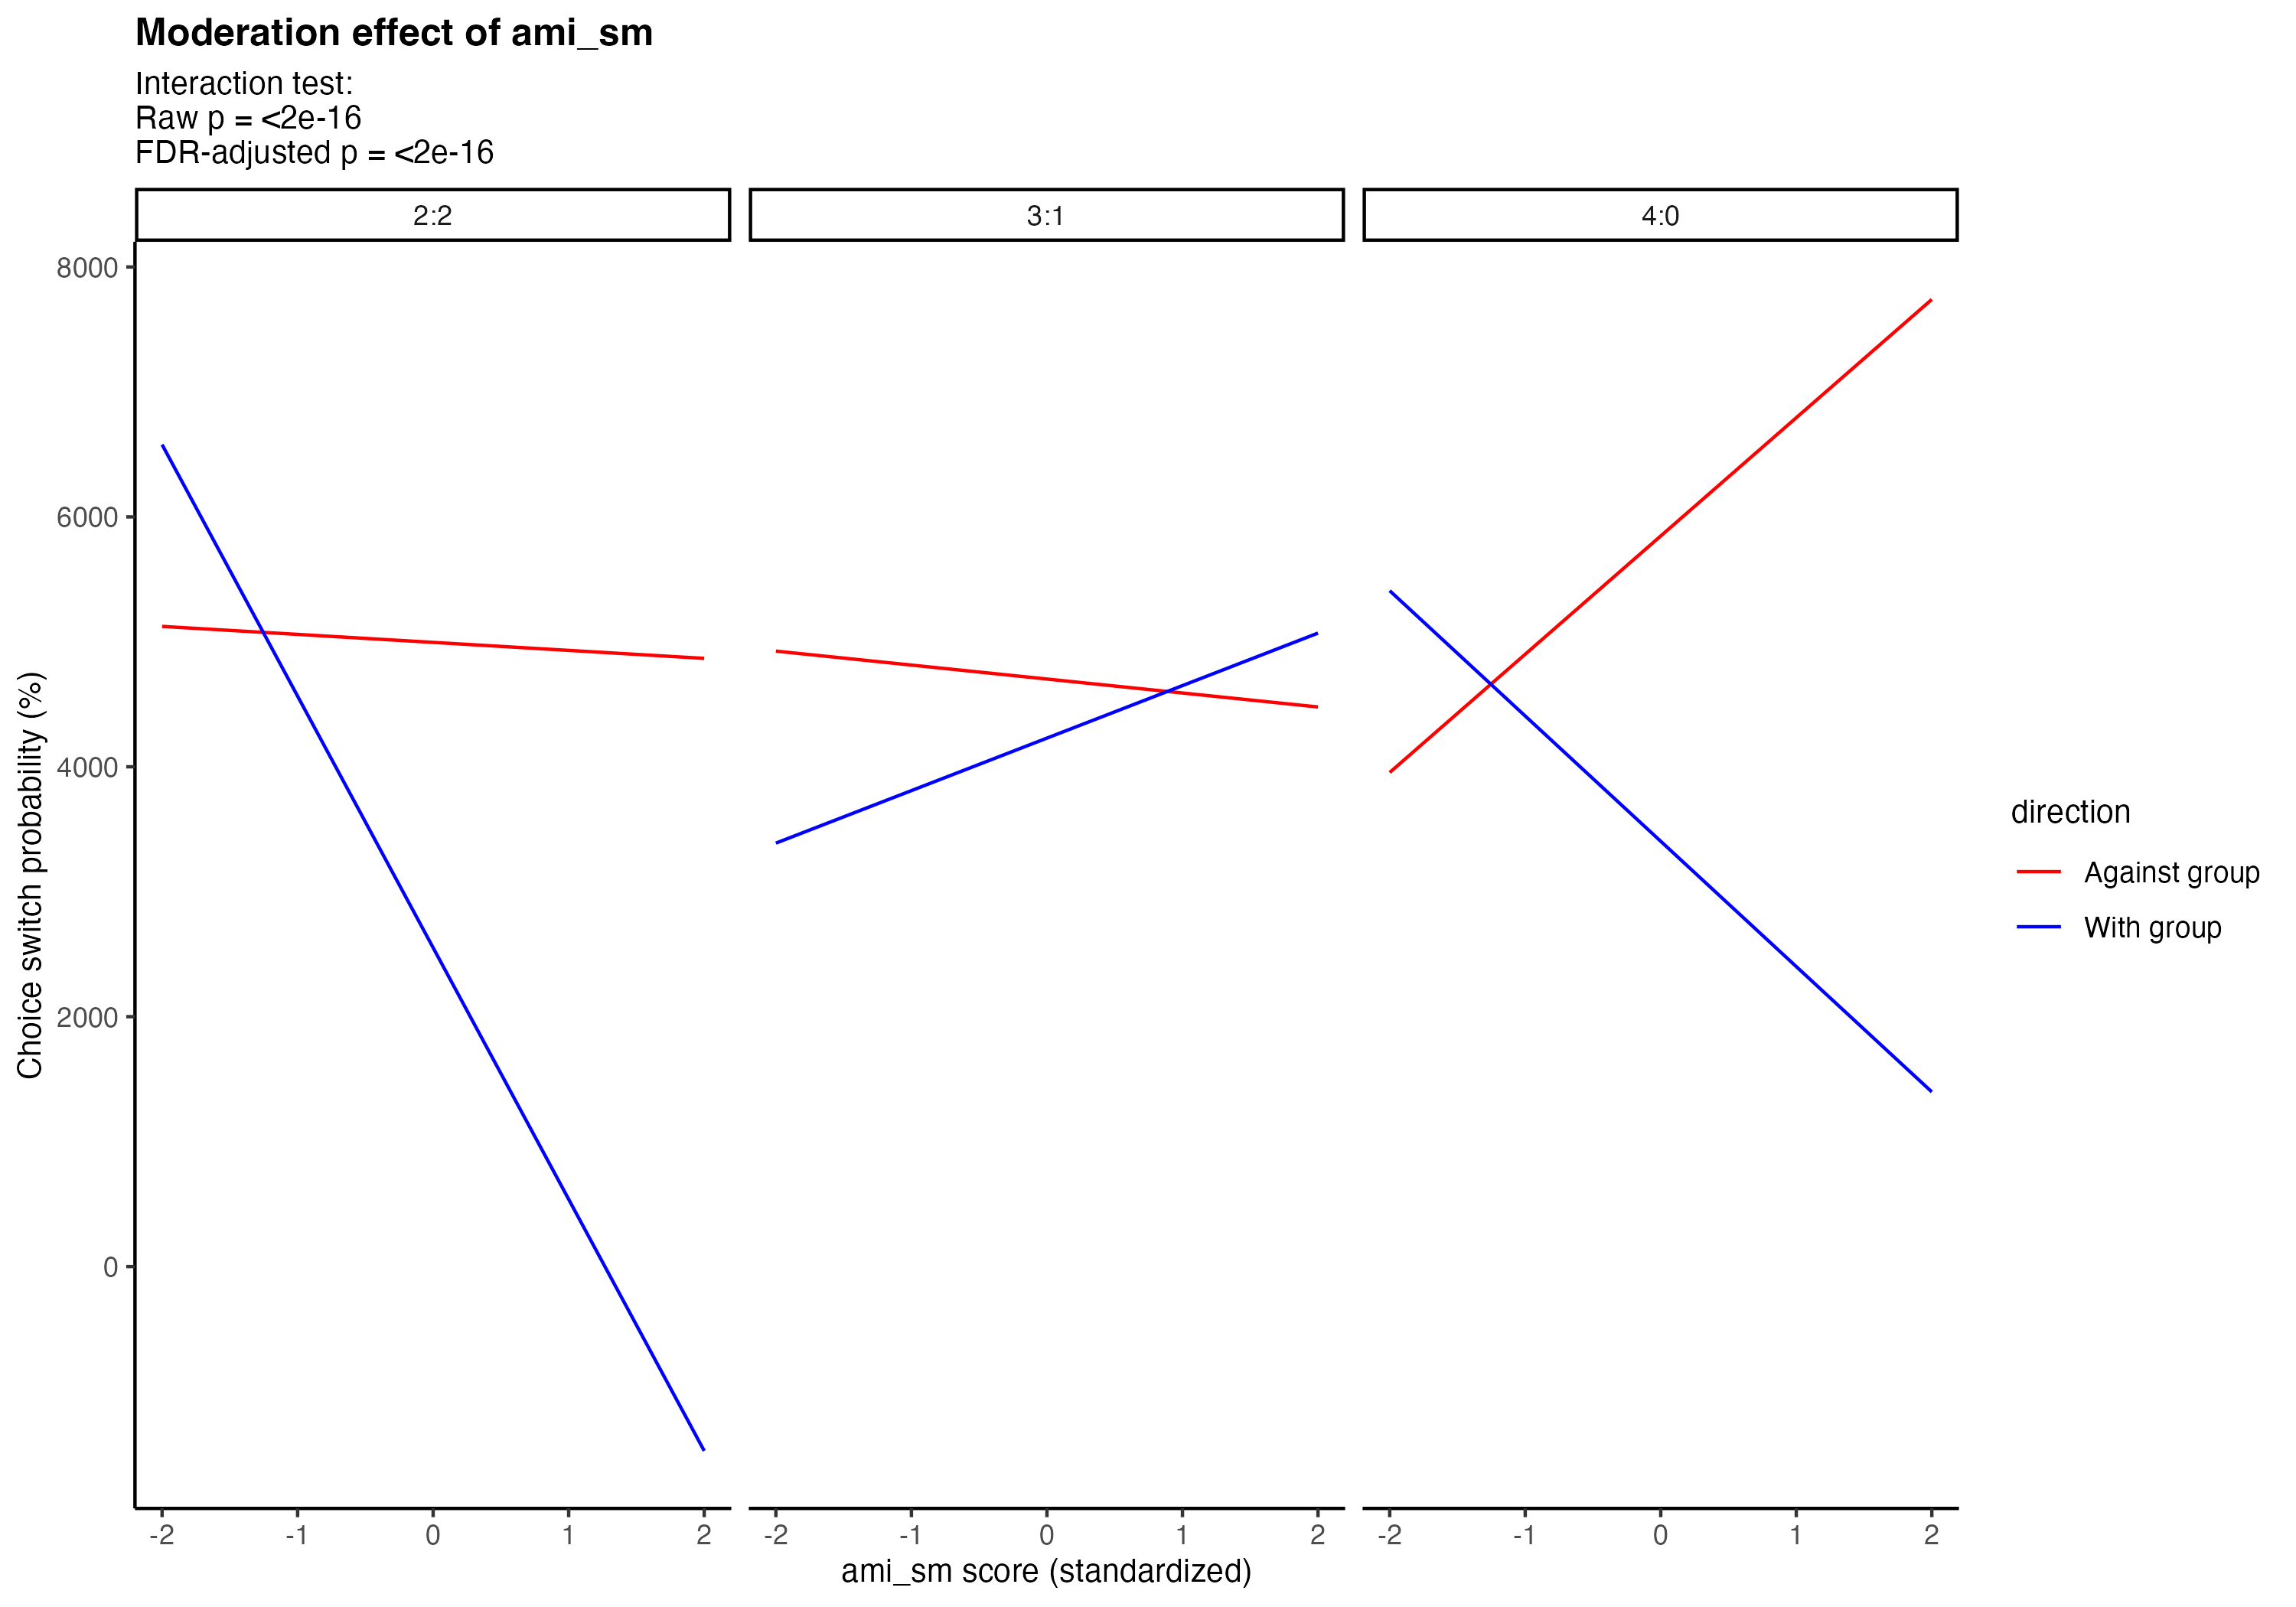 Moderation effect of ami_sm
Interaction test:
Raw p = <2e-16
FDR-adjusted p = <2e-16
2:2
3:1
4:0
8000
6000
4000
2000
0
Choice switch probability (%)
-2 -1 0 1 2
-2 -1 0 1 2
-2 -1 0 1 2
ami_sm score (standardized)
direction
Against group
With group